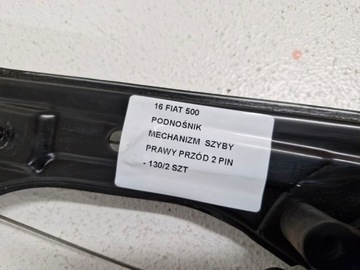 16 FIAT 500
PODNOŚNIK
MECHANIZM SZYBY
PRAWY PRZÓD 2 PIN
- 130/2 SZT